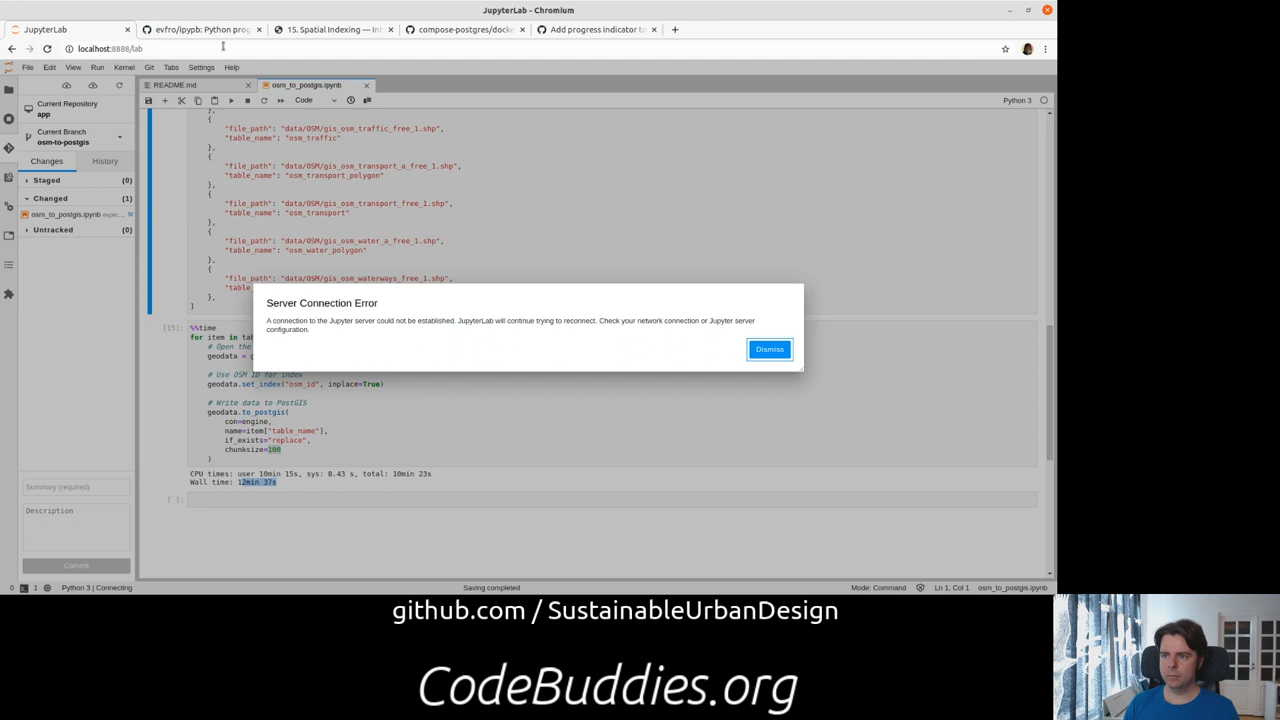 JupyterLab - Chromium
JupyterLab
evfro/ipypb: Python prog
15. Spatial Indexing — Int
compose-postgres/docke
Add progress indicator to
localhost:8888/lab
File Edit View Run Kernel Git Tabs Settings Help
README.md
osm_to_postgis.ipynb
Code
git
Python 3
Current Repository
app
Current Branch
osm-to-postgis
Changes
History
Staged (0)
Changed (1)
osm_to_postgis.ipynb exper... M
Untracked (0)
Summary (required)
Description
Commit
},
{
"file_path": "data/OSM/gis_osm_traffic_free_1.shp",
"table_name": "osm_traffic"
},
{
"file_path": "data/OSM/gis_osm_transport_a_free_1.shp",
"table_name": "osm_transport_polygon"
},
{
"file_path": "data/OSM/gis_osm_transport_free_1.shp",
"table_name": "osm_transport"
},
{
"file_path": "data/OSM/gis_osm_water_a_free_1.shp",
"table_name": "osm_water_polygon"
},
{
"file_path": "data/OSM/gis_osm_waterways_free_1.shp",
"table
},
]
Server Connection Error
A connection to the Jupyter server could not be established. JupyterLab will continue trying to reconnect. Check your network connection or Jupyter server
configuration.
Dismiss
[15]:
%%time
for item in tab
# Open the
geodata = g
# Use OSM ID for index
geodata.set_index("osm_id", inplace=True)
# Write data to PostGIS
geodata.to_postgis(
con=engine,
name=item["table_name"],
if_exists="replace",
chunksize=100
)
CPU times: user 10min 15s, sys: 8.43 s, total: 10min 23s
Wall time: 12min 37s
[ ]:
0 1 Python 3 | Connecting
Saving completed
Mode: Command
Ln 1, Col 1
osm_to_postgis.ipynb
github.com / SustainableUrbanDesign
CodeBuddies.org